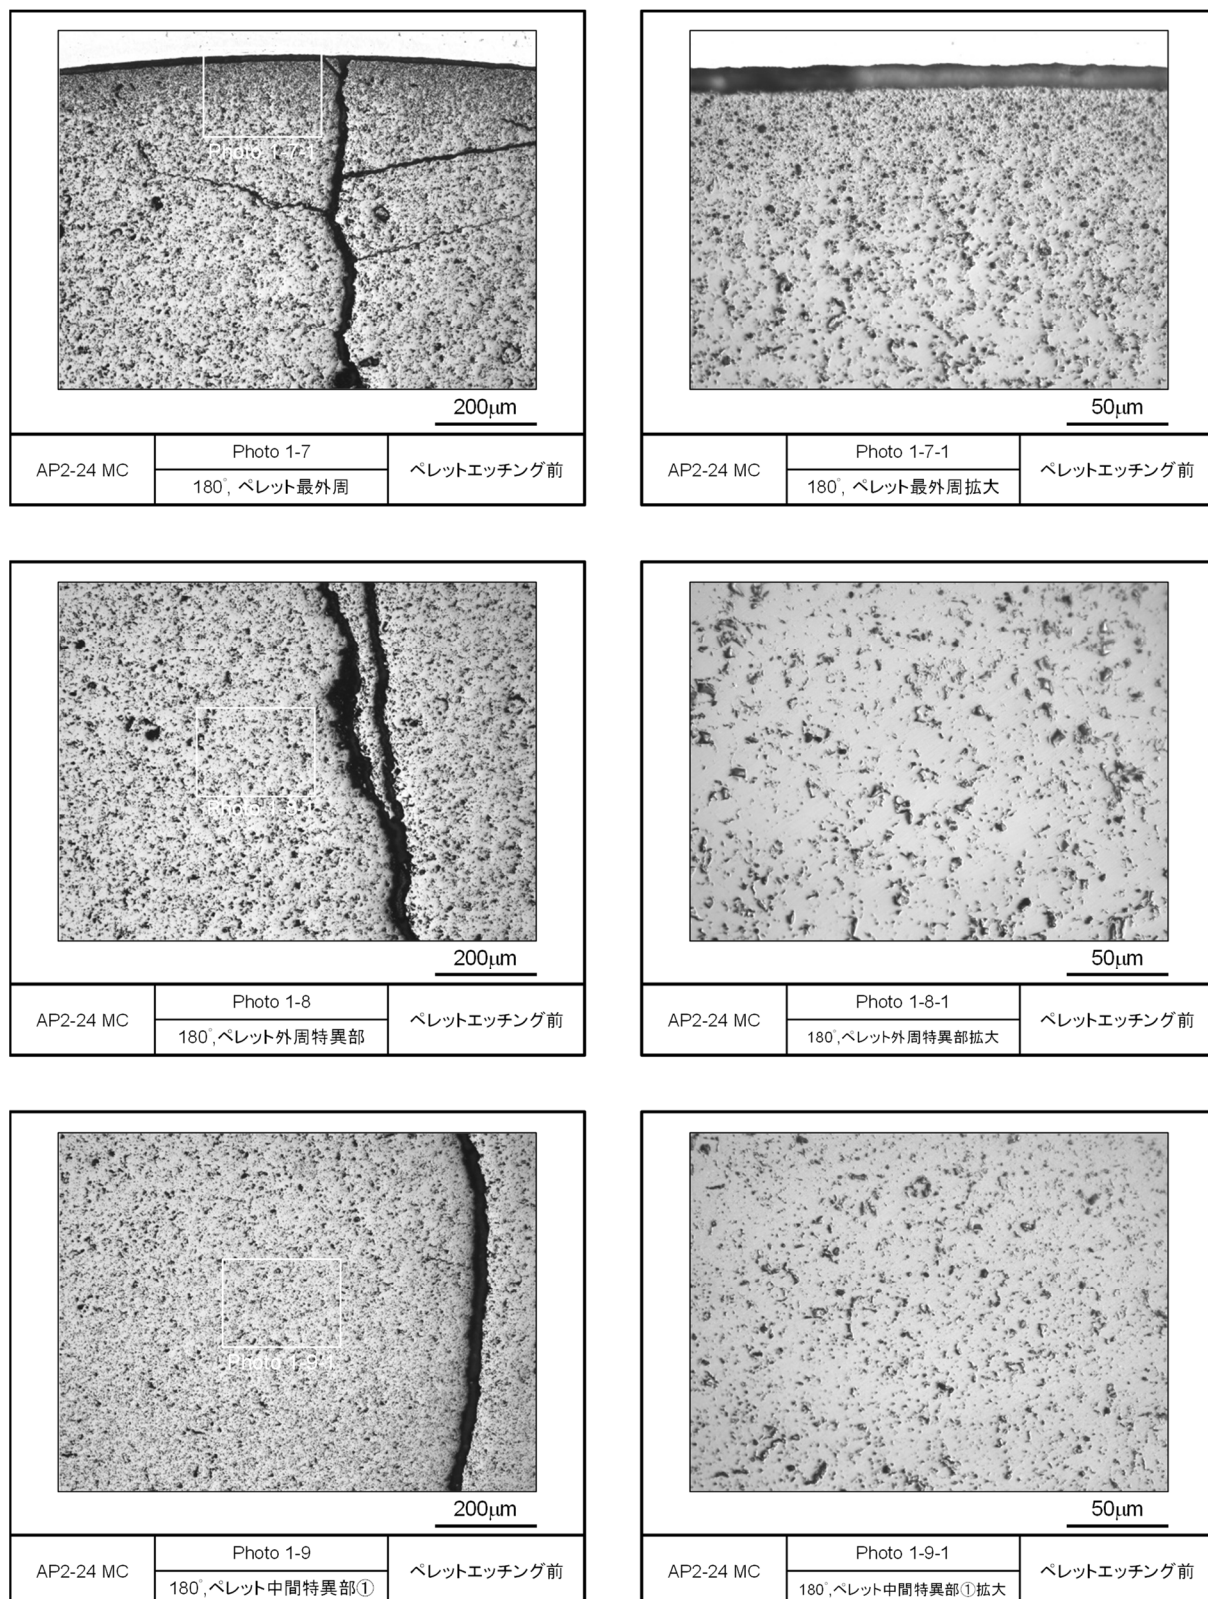 Photo 1-7-1
200μm
AP2-24 MC
Photo 1-7
180°, ペレット最外周
ペレットエッチング前
50μm
AP2-24 MC
Photo 1-7-1
180°, ペレット最外周拡大
ペレットエッチング前
200μm
AP2-24 MC
Photo 1-8
180°,ペレット外周特異部
ペレットエッチング前
50μm
AP2-24 MC
Photo 1-8-1
180°,ペレット外周特異部拡大
ペレットエッチング前
Photo 1-9-1
200μm
AP2-24 MC
Photo 1-9
180°,ペレット中間特異部①
ペレットエッチング前
50μm
AP2-24 MC
Photo 1-9-1
180°,ペレット中間特異部①拡大
ペレットエッチング前